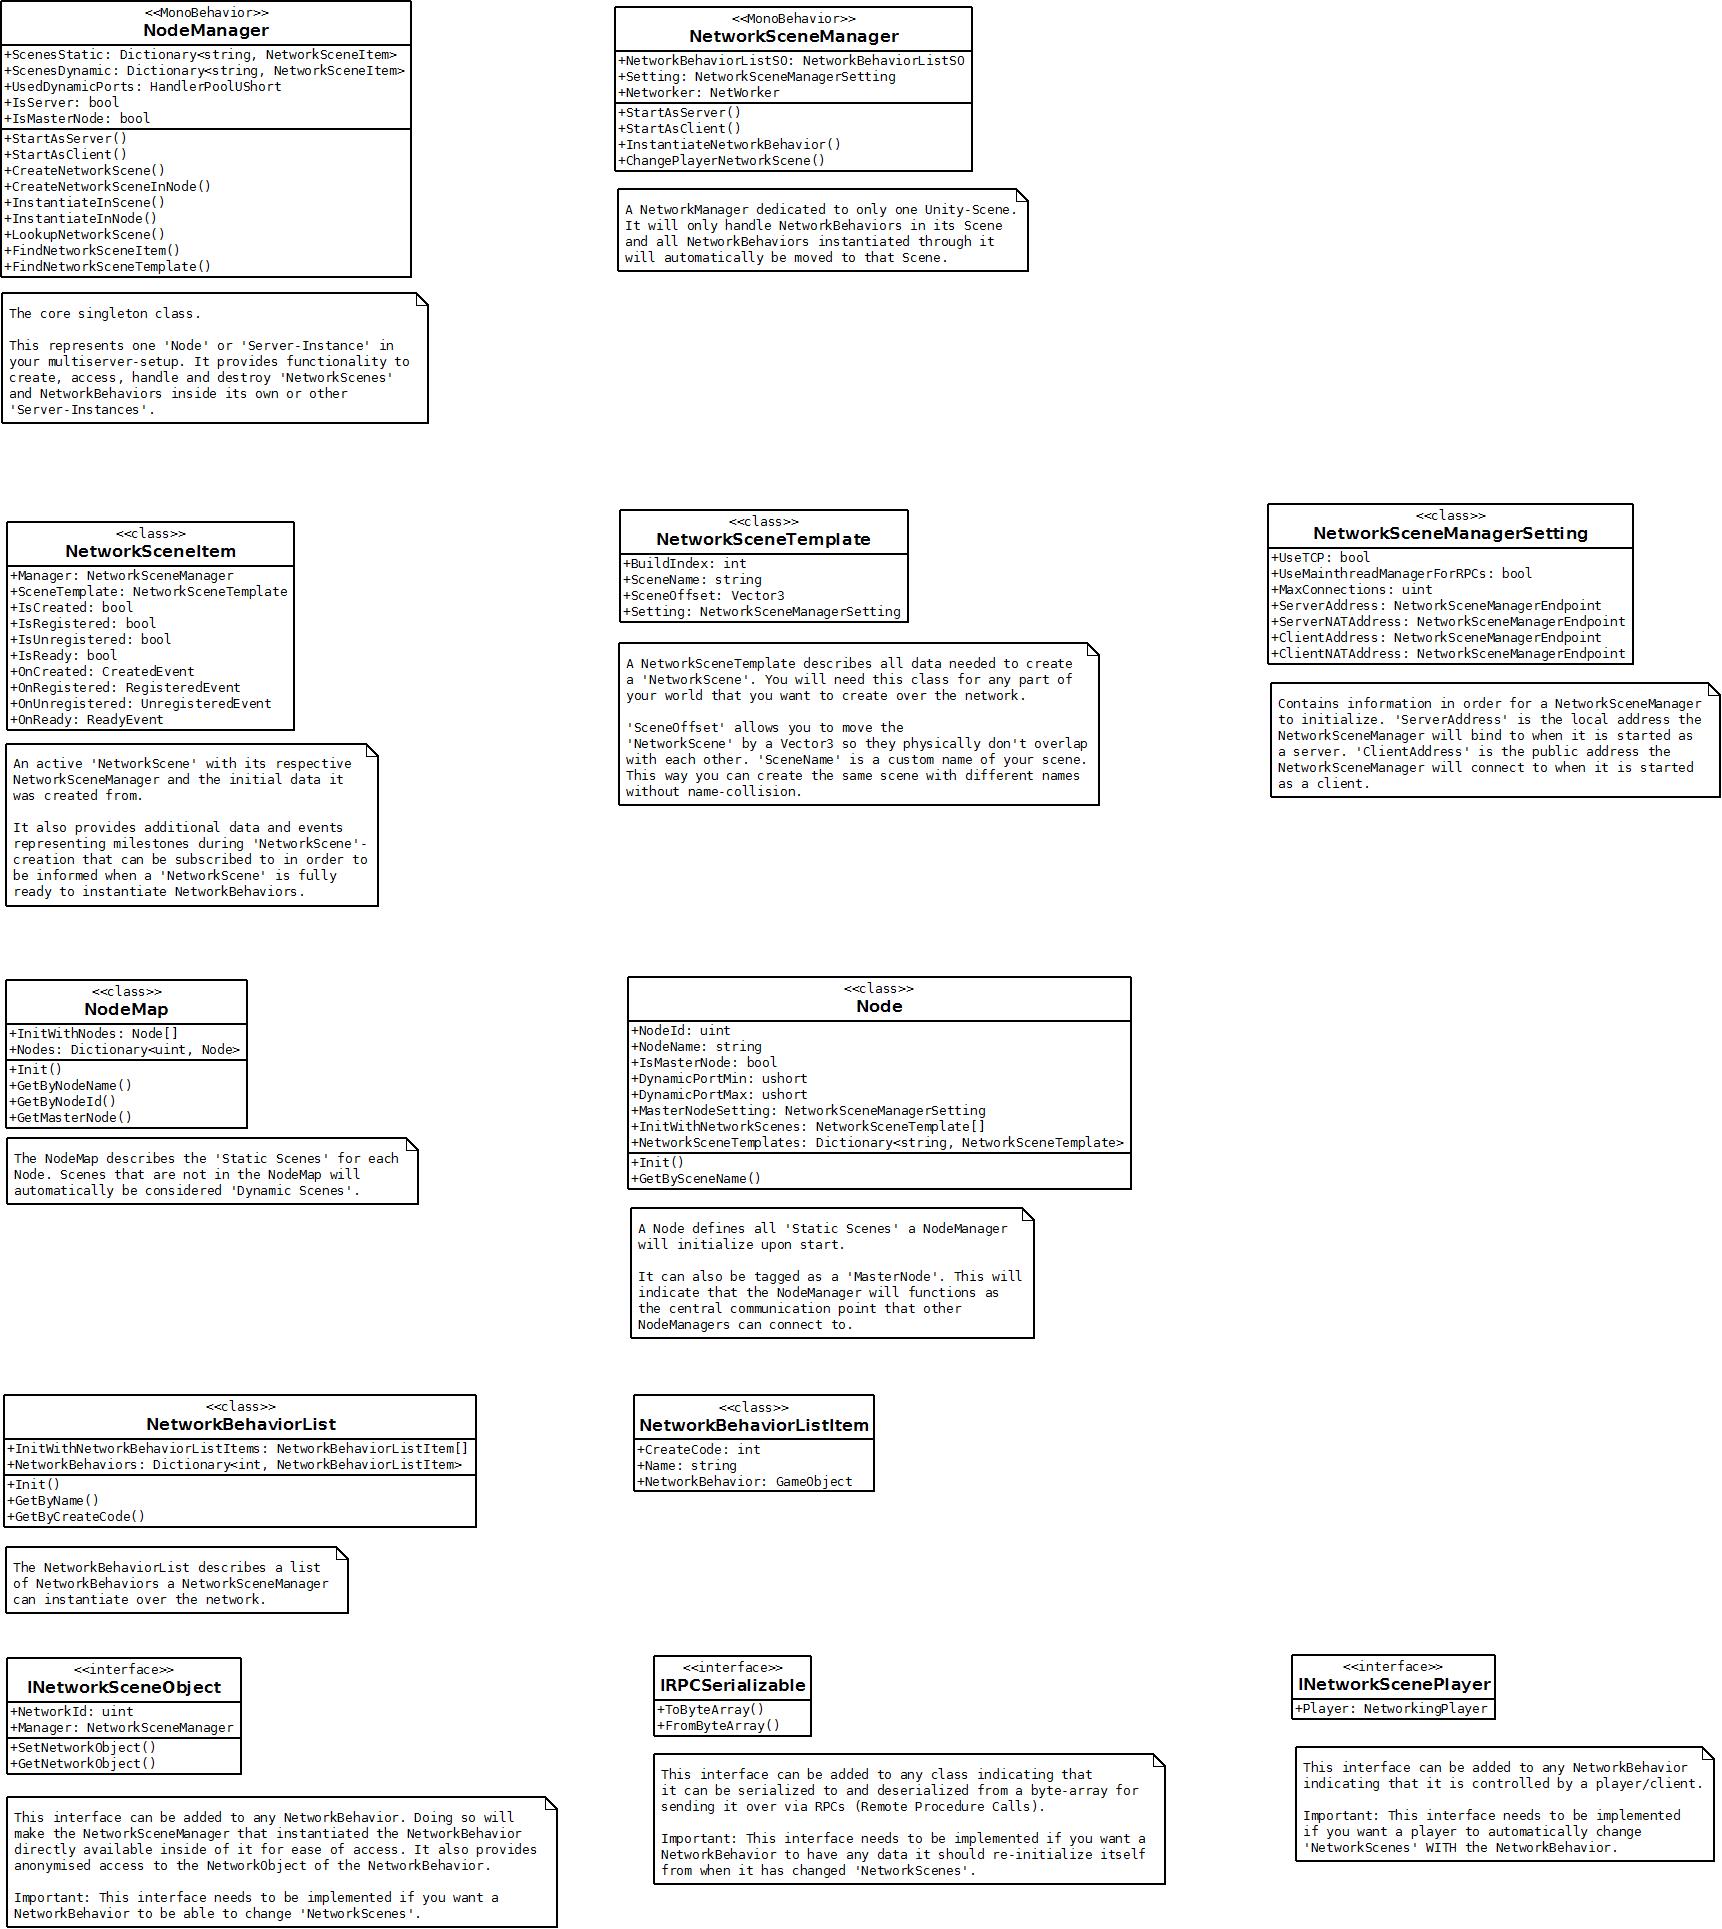 <<MonoBehavior>>
NodeManager
+ScenesStatic: Dictionary<string, NetworkSceneItem>
+ScenesDynamic: Dictionary<string, NetworkSceneItem>
+UsedDynamicPorts: HandlerPoolUShort
+IsServer: bool
+IsMasterNode: bool
+StartAsServer()
+StartAsClient()
+CreateNetworkScene()
+CreateNetworkSceneInNode()
+InstantiateInScene()
+InstantiateInNode()
+LookupNetworkScene()
+FindNetworkSceneItem()
+FindNetworkSceneTemplate()
The core singleton class.
This represents one 'Node' or 'Server-Instance' in
your multiserver-setup. It provides functionality to
create, access, handle and destroy 'NetworkScenes'
and NetworkBehaviors inside its own or other
'Server-Instances'.
<<MonoBehavior>>
NetworkSceneManager
+NetworkBehaviorListSO: NetworkBehaviorListSO
+Setting: NetworkSceneManagerSetting
+Networker: NetWorker
+StartAsServer()
+StartAsClient()
+InstantiateNetworkBehavior()
+ChangePlayerNetworkScene()
A NetworkManager dedicated to only one Unity-Scene.
It will only handle NetworkBehaviors in its Scene
and all NetworkBehaviors instantiated through it
will automatically be moved to that Scene.
<<class>>
NetworkSceneItem
+Manager: NetworkSceneManager
+SceneTemplate: NetworkSceneTemplate
+IsCreated: bool
+IsRegistered: bool
+IsUnregistered: bool
+IsReady: bool
+OnCreated: CreatedEvent
+OnRegistered: RegisteredEvent
+OnUnregistered: UnregisteredEvent
+OnReady: ReadyEvent
An active 'NetworkScene' with its respective
NetworkSceneManager and the initial data it
was created from.
It also provides additional data and events
representing milestones during 'NetworkScene'-
creation that can be subscribed to in order to
be informed when a 'NetworkScene' is fully
ready to instantiate NetworkBehaviors.
<<class>>
NetworkSceneTemplate
+BuildIndex: int
+SceneName: string
+SceneOffset: Vector3
+Setting: NetworkSceneManagerSetting
A NetworkSceneTemplate describes all data needed to create
a 'NetworkScene'. You will need this class for any part of
your world that you want to create over the network.
'SceneOffset' allows you to move the
'NetworkScene' by a Vector3 so they physically don't overlap
with each other. 'SceneName' is a custom name of your scene.
This way you can create the same scene with different names
without name-collision.
<<class>>
NetworkSceneManagerSetting
+UseTCP: bool
+UseMainthreadManagerForRPCs: bool
+MaxConnections: uint
+ServerAddress: NetworkSceneManagerEndpoint
+ServerNATAddress: NetworkSceneManagerEndpoint
+ClientAddress: NetworkSceneManagerEndpoint
+ClientNATAddress: NetworkSceneManagerEndpoint
Contains information in order for a NetworkSceneManager
to initialize. 'ServerAddress' is the local address the
NetworkSceneManager will bind to when it is started as
a server. 'ClientAddress' is the public address the
NetworkSceneManager will connect to when it is started
as a client.
<<class>>
NodeMap
+InitWithNodes: Node[]
+Nodes: Dictionary<uint, Node>
+Init()
+GetByNodeName()
+GetByNodeId()
+GetMasterNode()
The NodeMap describes the 'Static Scenes' for each
Node. Scenes that are not in the NodeMap will
automatically be considered 'Dynamic Scenes'.
<<class>>
Node
+NodeId: uint
+NodeName: string
+IsMasterNode: bool
+DynamicPortMin: ushort
+DynamicPortMax: ushort
+MasterNodeSetting: NetworkSceneManagerSetting
+InitWithNetworkScenes: NetworkSceneTemplate[]
+NetworkSceneTemplates: Dictionary<string, NetworkSceneTemplate>
+Init()
+GetBySceneName()
A Node defines all 'Static Scenes' a NodeManager
will initialize upon start.
It can also be tagged as a 'MasterNode'. This will
indicate that the NodeManager will functions as
the central communication point that other
NodeManagers can connect to.
<<class>>
NetworkBehaviorList
+InitWithNetworkBehaviorListItems: NetworkBehaviorListItem[]
+NetworkBehaviors: Dictionary<int, NetworkBehaviorListItem>
+Init()
+GetByName()
+GetByCreateCode()
The NetworkBehaviorList describes a list
of NetworkBehaviors a NetworkSceneManager
can instantiate over the network.
<<class>>
NetworkBehaviorListItem
+CreateCode: int
+Name: string
+NetworkBehavior: GameObject
<<interface>>
INetworkSceneObject
+NetworkId: uint
+Manager: NetworkSceneManager
+SetNetworkObject()
+GetNetworkObject()
This interface can be added to any NetworkBehavior. Doing so will
make the NetworkSceneManager that instantiated the NetworkBehavior
directly available inside of it for ease of access. It also provides
anonymised access to the NetworkObject of the NetworkBehavior.
Important: This interface needs to be implemented if you want a
NetworkBehavior to be able to change 'NetworkScenes'.
<<interface>>
IRPCSerializable
+ToByteArray()
+FromByteArray()
This interface can be added to any class indicating that
it can be serialized to and deserialized from a byte-array for
sending it over via RPCs (Remote Procedure Calls).
Important: This interface needs to be implemented if you want a
NetworkBehavior to have any data it should re-initialize itself
from when it has changed 'NetworkScenes'.
<<interface>>
INetworkScenePlayer
+Player: NetworkingPlayer
This interface can be added to any NetworkBehavior
indicating that it is controlled by a player/client.
Important: This interface needs to be implemented
if you want a player to automatically change
'NetworkScenes' WITH the NetworkBehavior.